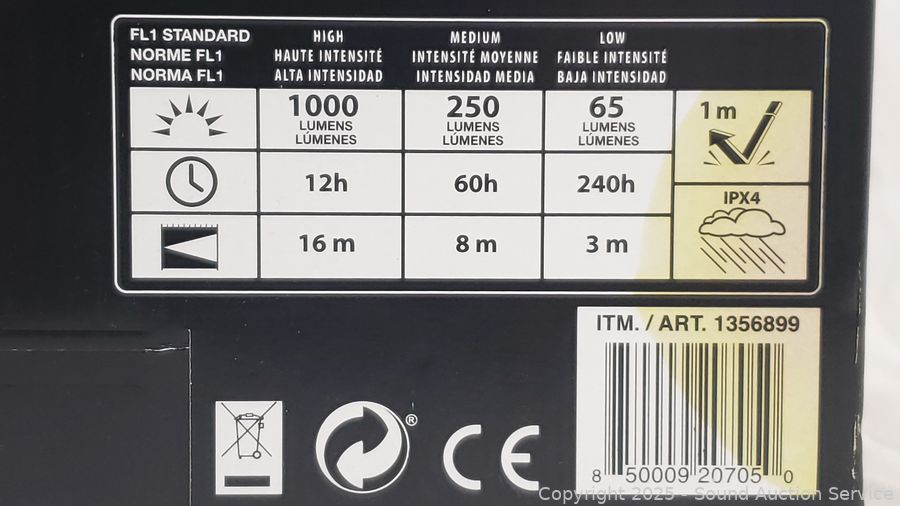 FL1 STANDARD
NORME FL1
NORMA FL1
HIGH
HAUTE INTENSITÉ
ALTA INTENSIDAD
MEDIUM
INTENSITÉ MOYENNE
INTENSIDAD MEDIA
LOW
FAIBLE INTENSITÉ
BAJA INTENSIDAD
1000
LUMENS
LÚMENES
250
LUMENS
LÚMENES
65
LUMENS
LÚMENES
1 m
12h
60h
240h
IPX4
16 m
8 m
3 m
ITM. / ART. 1356899
8 50009 20705 0
®
CE
Copyright 2025 - Sound Auction Service